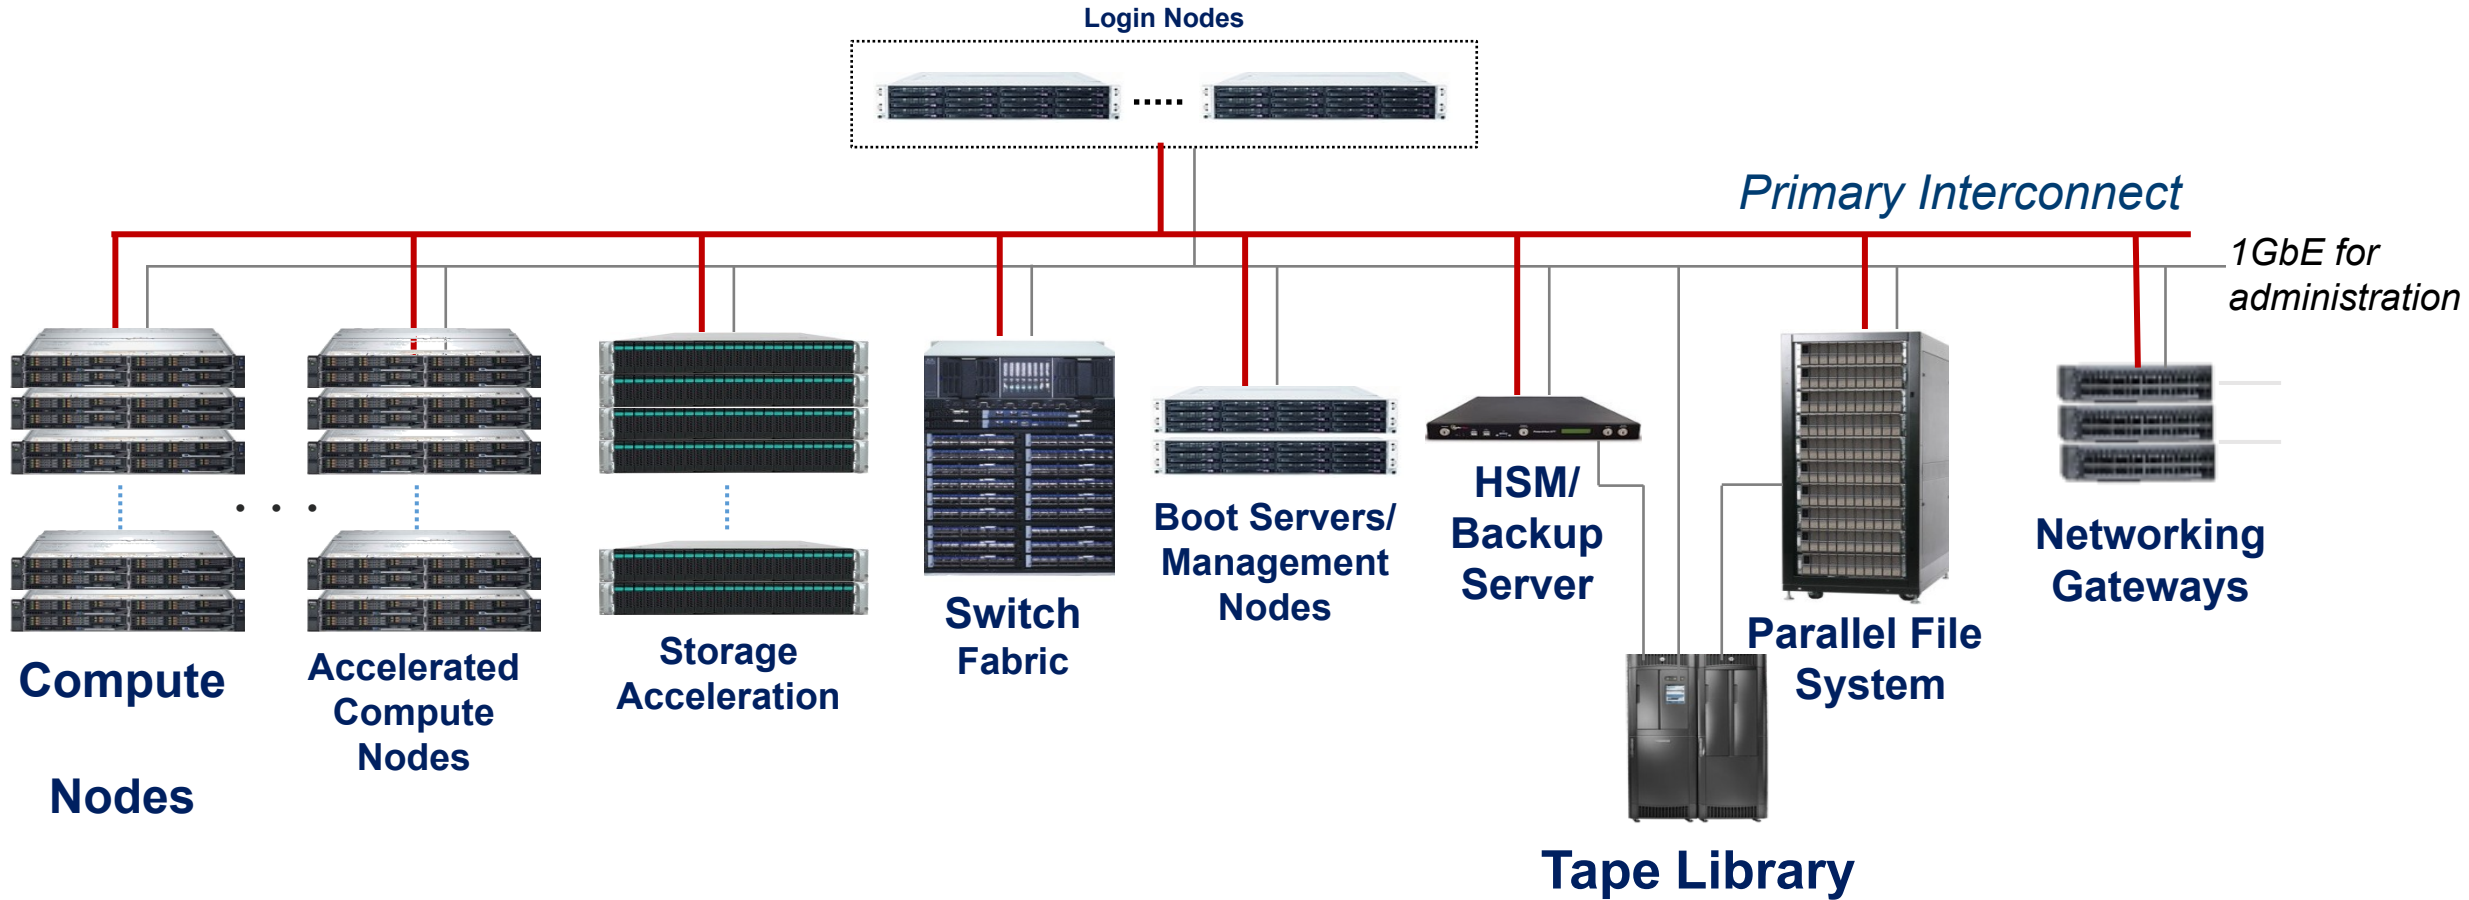 Login Nodes
Primary Interconnect
1GbE for
administration
Compute
Nodes
Accelerated
Compute
Nodes
Storage
Acceleration
Switch
Fabric
Boot Servers/
Management
Nodes
HSM/
Backup
Server
Parallel File
System
Networking
Gateways
Tape Library